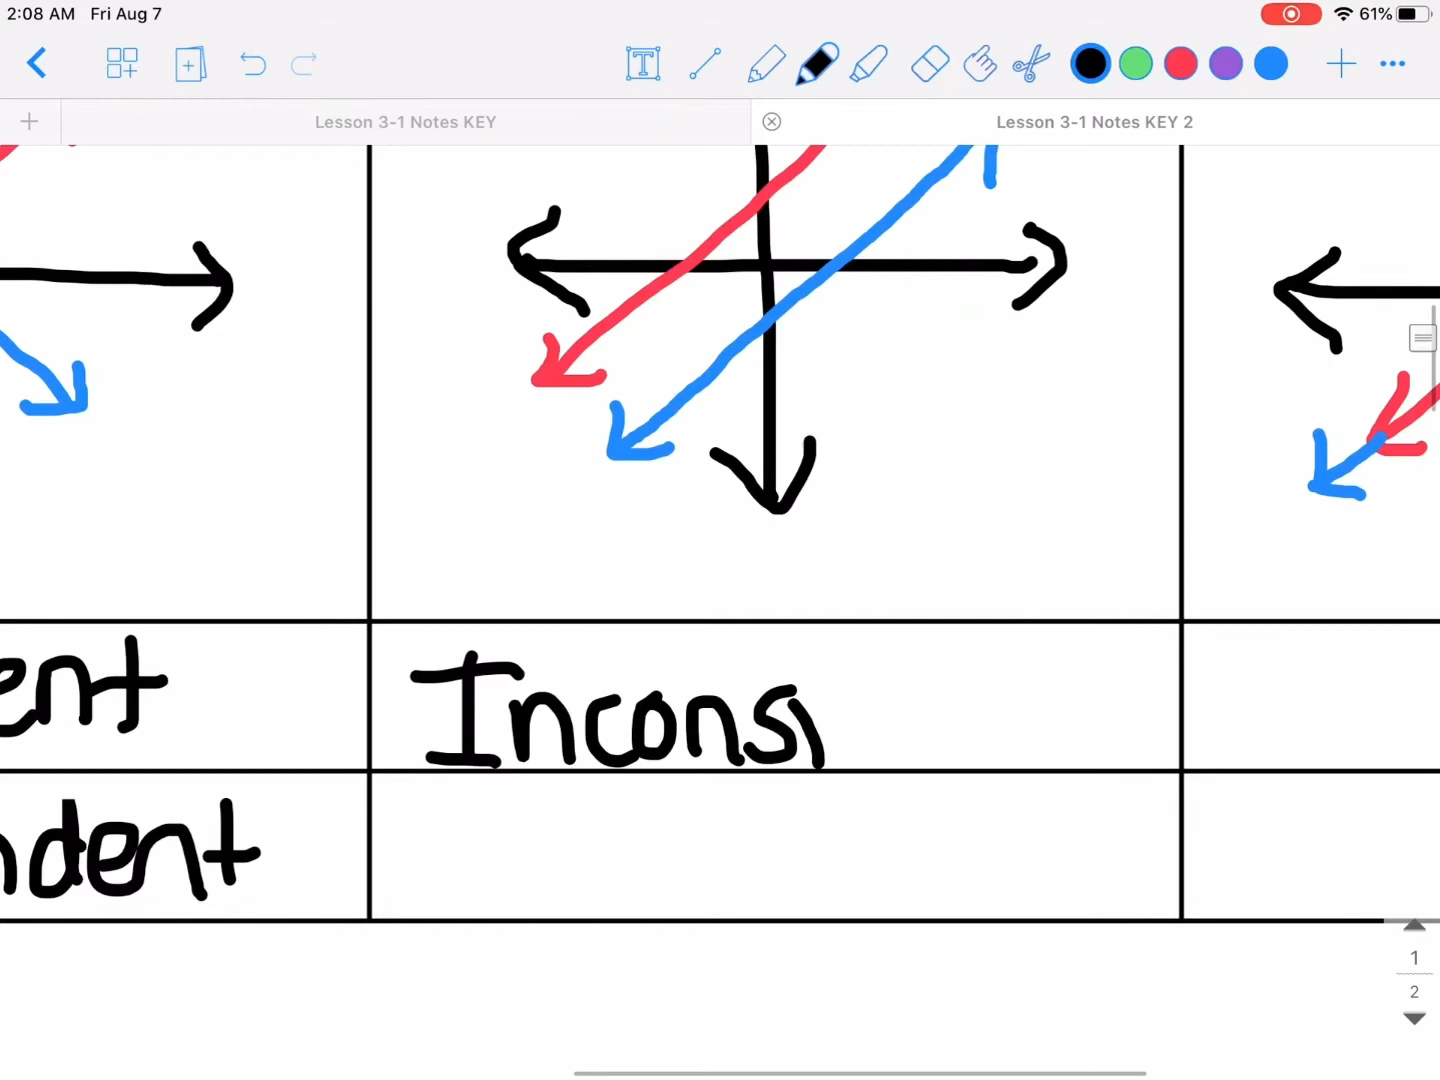 2:08 AM Fri Aug 7
61%
T
Lesson 3-1 Notes KEY
Lesson 3-1 Notes KEY 2
ent
Incons
ndent
1
2